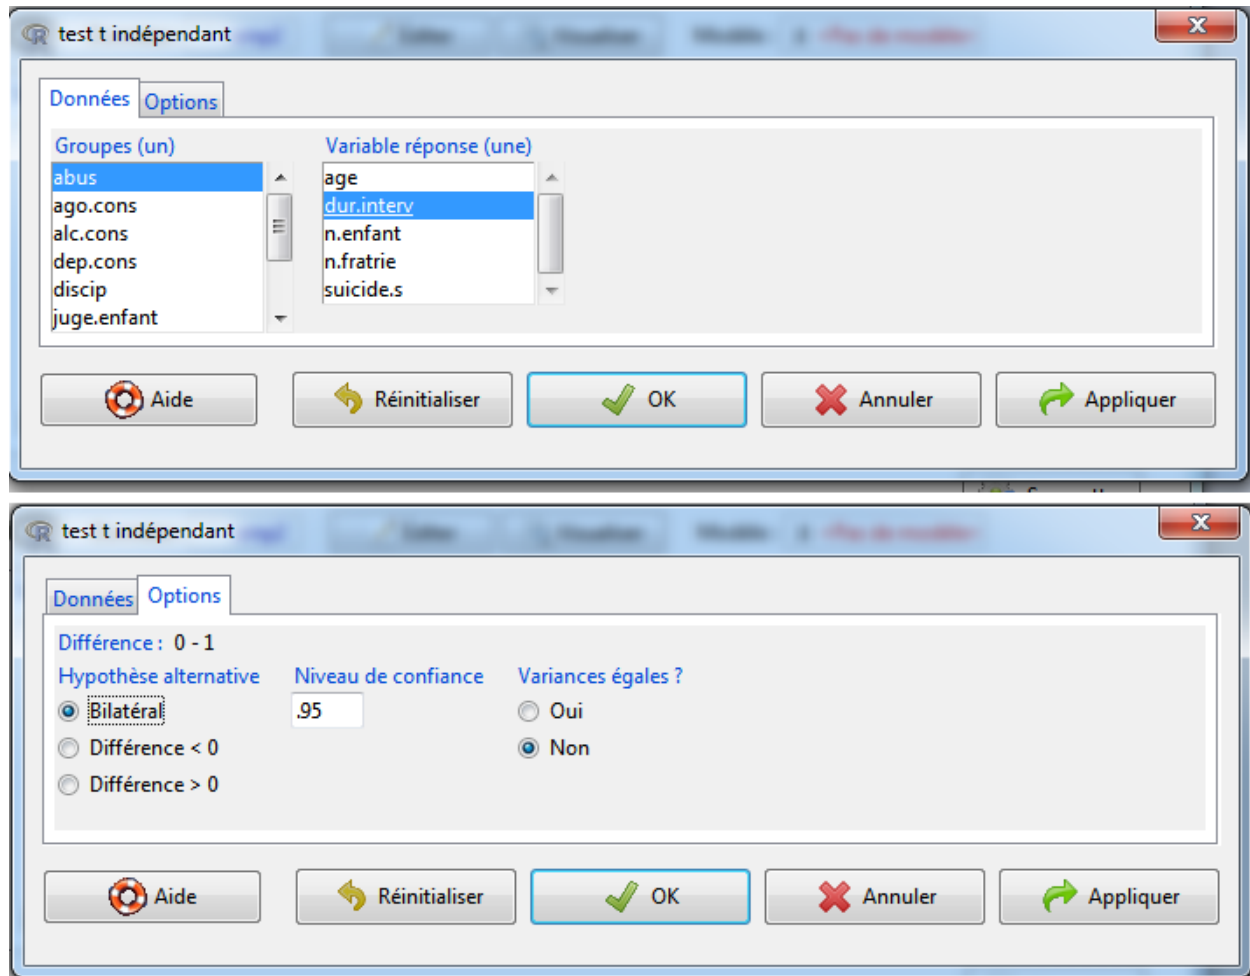 test t indépendant
Données Options
Groupes (un) Variable réponse (une)
abus age
ago.cons dur.interv
alc.cons n.enfant
dep.cons n.fratrie
discip suicide.s
juge.enfant
Aide Réinitialiser OK Annuler Appliquer
test t indépendant
Données Options
Différence : 0 - 1
Hypothèse alternative Niveau de confiance Variances égales ?
Bilatéral .95 Oui
Différence < 0 Non
Différence > 0
Aide Réinitialiser OK Annuler Appliquer